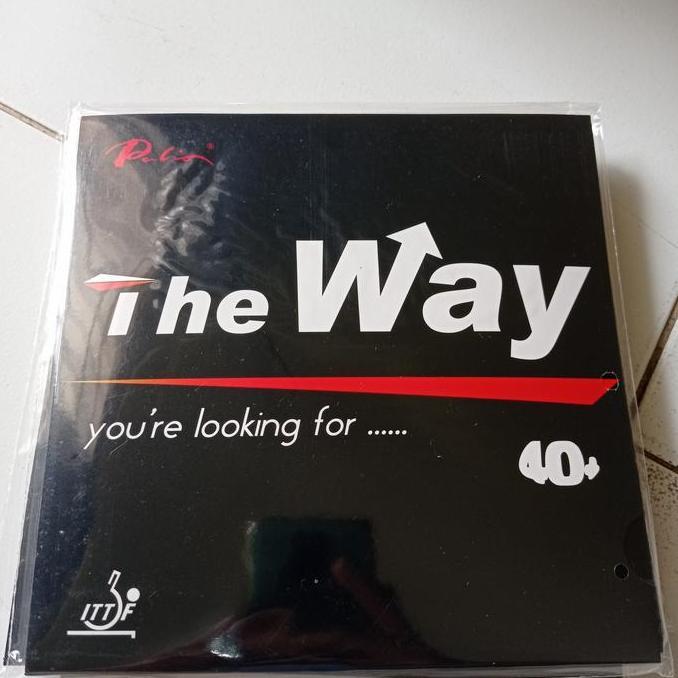 Palio®
The Way
you're looking for ......
40+
ITTF